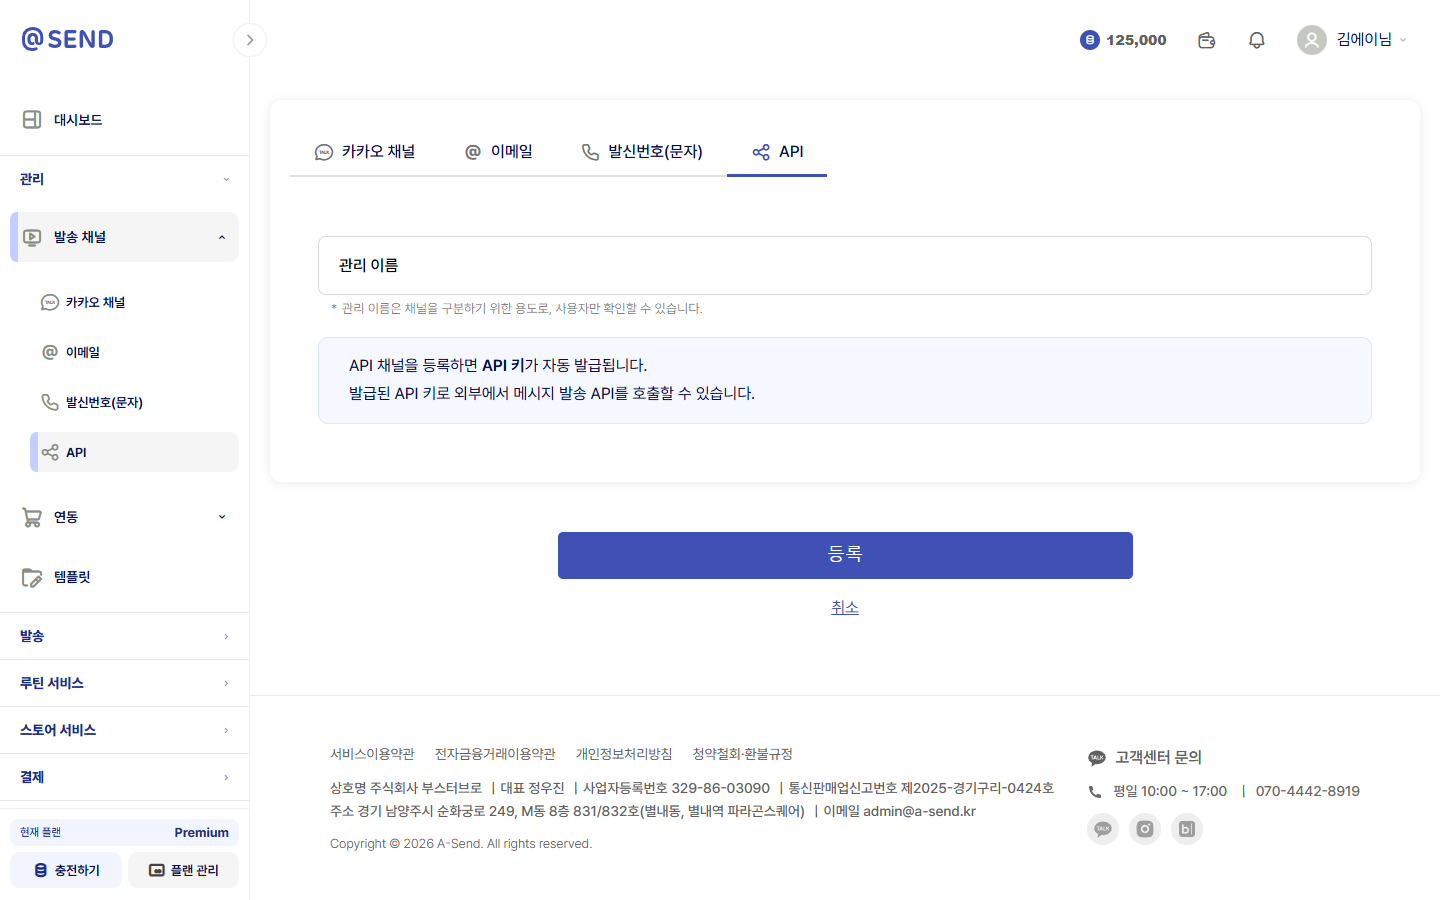 @SEND
125,000
김에이님
대시보드
관리
발송 채널
카카오 채널
이메일
발신번호(문자)
API
연동
템플릿
발송
루틴 서비스
스토어 서비스
결제
현재 플랜 Premium
충전하기 플랜 관리
카카오 채널 이메일 발신번호(문자) API
관리 이름
* 관리 이름은 채널을 구분하기 위한 용도로, 사용자만 확인할 수 있습니다.
API 채널을 등록하면 API 키가 자동 발급됩니다.
발급된 API 키로 외부에서 메시지 발송 API를 호출할 수 있습니다.
등록
취소
서비스이용약관 전자금융거래이용약관 개인정보처리방침 청약철회·환불규정
상호명 주식회사 부스터브로 | 대표 정우진 | 사업자등록번호 329-86-03090 | 통신판매업신고번호 제2025-경기구리-0424호
주소 경기 남양주시 순화궁로 249, M동 8층 831/832호(별내동, 별내역 파라곤스퀘어) | 이메일 admin@a-send.kr
Copyright © 2026 A-Send. All rights reserved.
TALK 고객센터 문의
평일 10:00 ~ 17:00 | 070-4442-8919
TALK
b|